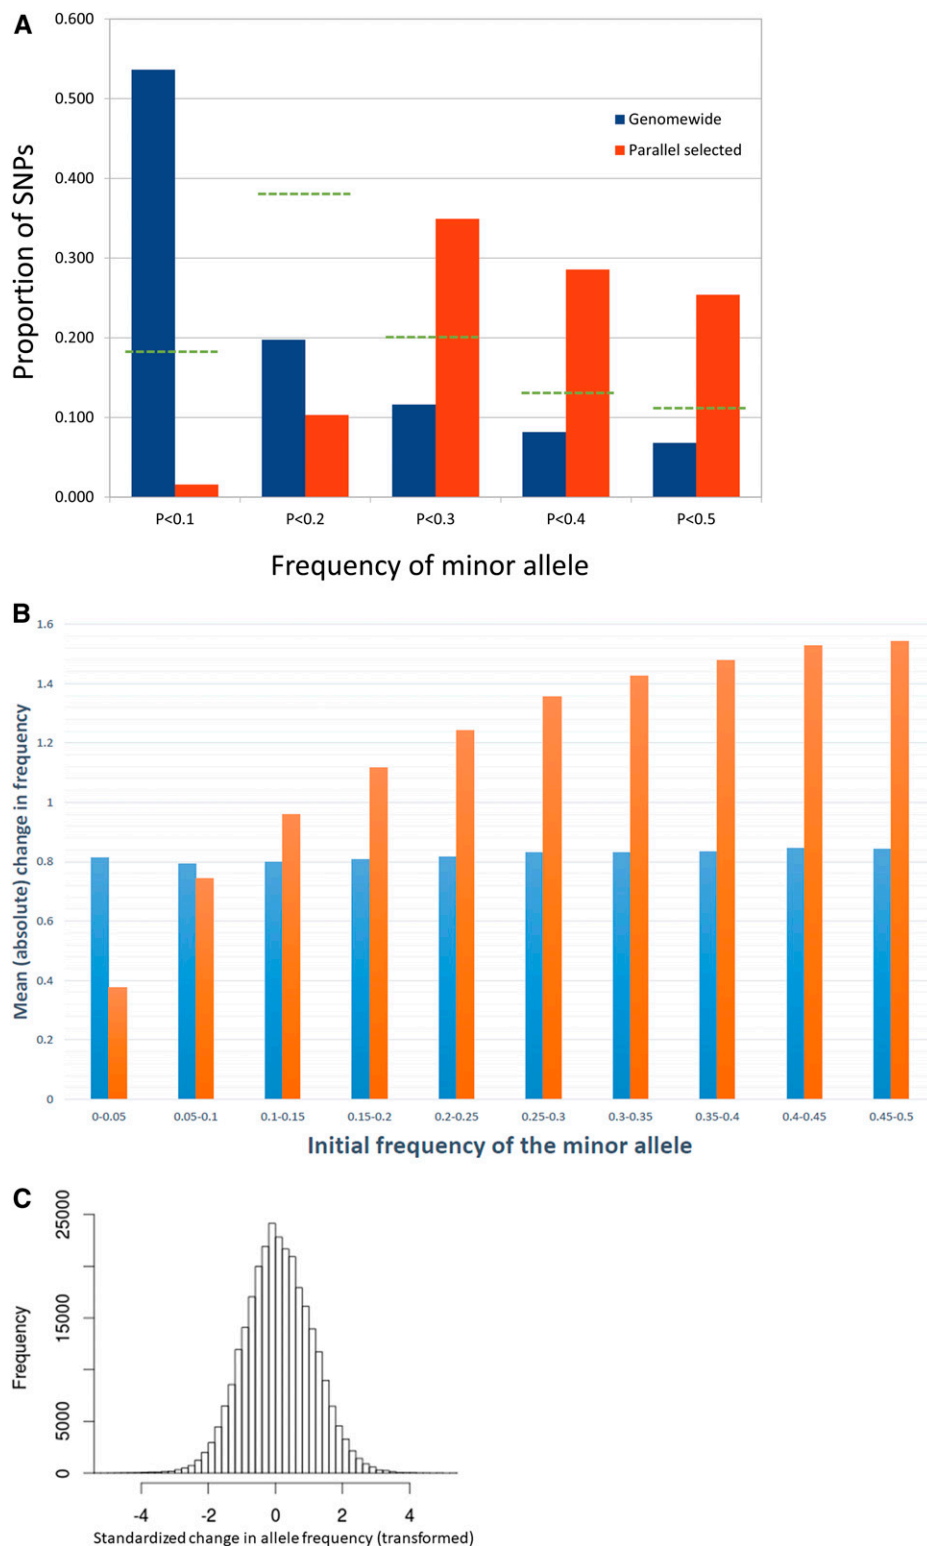 A
0.600
0.500
0.400
0.300
0.200
0.100
0.000
Proportion of SNPs
Genomewide
Parallel selected
P<0.1 P<0.2 P<0.3 P<0.4 P<0.5
Frequency of minor allele
B
1.6
1.4
1.2
1
0.8
0.6
0.4
0.2
0
Mean (absolute) change in frequency
0-0.05 0.05-0.1 0.1-0.15 0.15-0.2 0.2-0.25 0.25-0.3 0.3-0.35 0.35-0.4 0.4-0.45 0.45-0.5
Initial frequency of the minor allele
C
25000
15000
5000
0
Frequency
-4 -2 0 2 4
Standardized change in allele frequency (transformed)